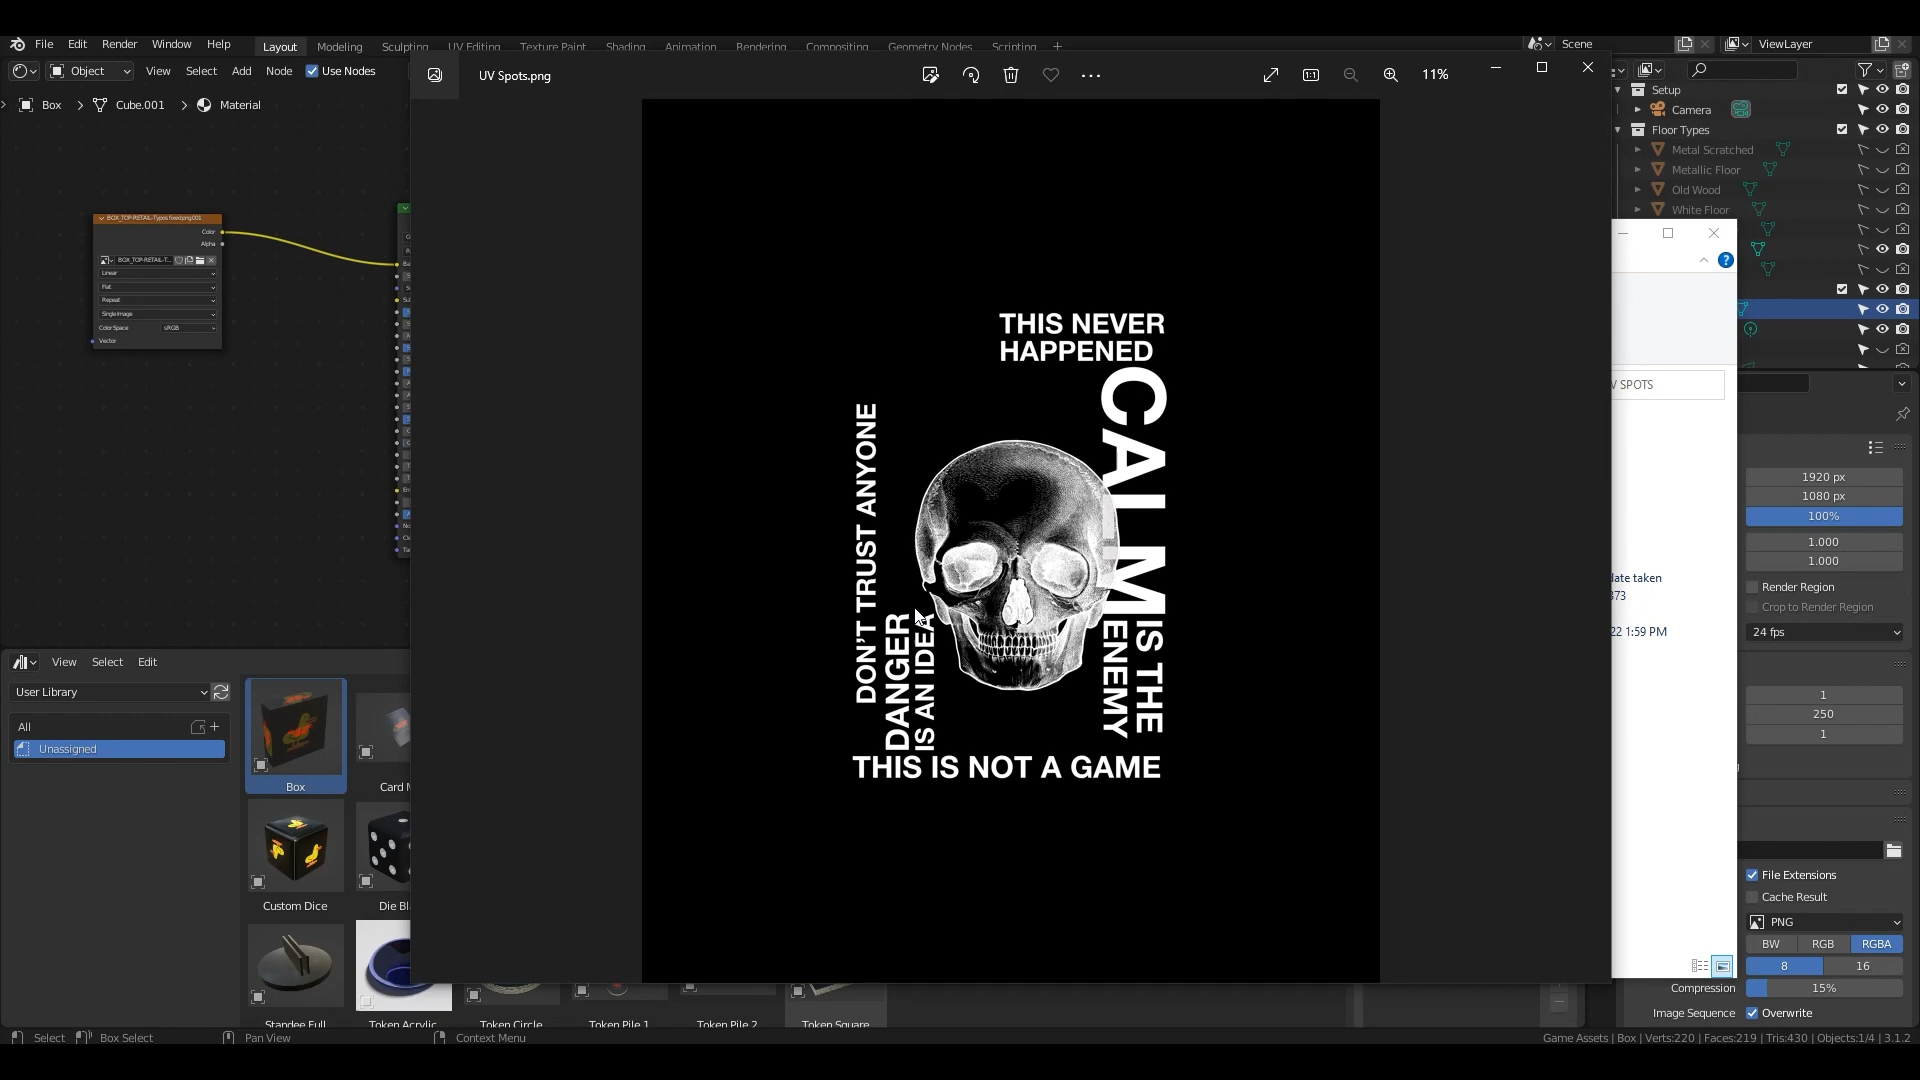 File Edit Render Window Help
Layout Modeling Sculpting UV Editing Texture Paint Shading Animation Rendering Compositing Geometry Nodes Scripting +
Scene
ViewLayer
Object View Select Add Node Use Nodes
UV Spots.png
11%
Box > Cube.001 > Material
Setup
Camera
Floor Types
Metal Scratched
Metallic Floor
Old Wood
White Floor
BOX_TOP-RETAIL-Typos fixed.png.001
Color
Alpha
BOX_TOP-RETAIL-T...
Linear
Flat
Repeat
Single Image
Color Space sRGB
Vector
THIS NEVER
HAPPENED
CALM
IS THE
ENEMY
DON'T TRUST ANYONE
DANGER
IS AN IDEA
THIS IS NOT A GAME
V SPOTS
date taken
373
22 1:59 PM
1920 px
1080 px
100%
1.000
1.000
Render Region
Crop to Render Region
24 fps
1
250
1
File Extensions
Cache Result
PNG
BW RGB RGBA
8 16
Compression 15%
Image Sequence Overwrite
View Select Edit
User Library
All
Unassigned
Box
Card M
Custom Dice
Die Bl
Standee Full
Token Acrylic
Token Circle
Token Pile 1
Token Pile 2
Token Square
Select Box Select Pan View Context Menu
Game Assets | Box | Verts:220 | Faces:219 | Tris:430 | Objects:1/4 | 3.1.2